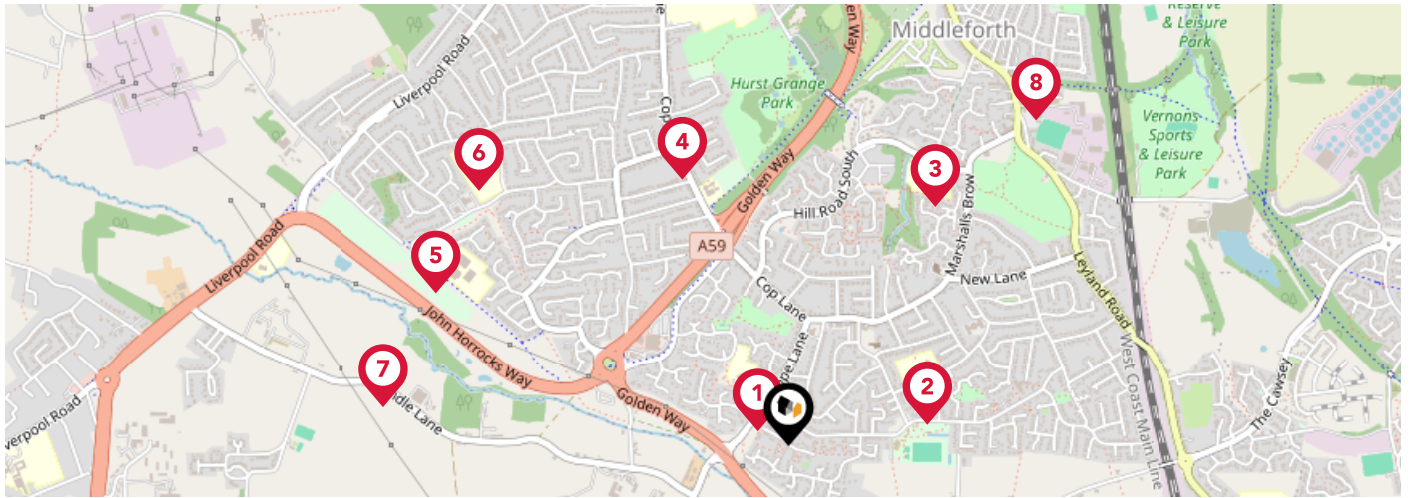 Reserve
& Leisure
Park
Middleforth
Golden Way
Liverpool Road
Hurst Grange
Park
8
Vernons
Sports
& Leisure
Park
4
6
3
Golden Way
Hill Road South
Marshalls Brow
Liverpool Road
A59
5
New Lane
Cop Lane
Leyland Road
John Horrocks Way
7
1
2
Golden Way
West Coast Main Line
The Cawsey